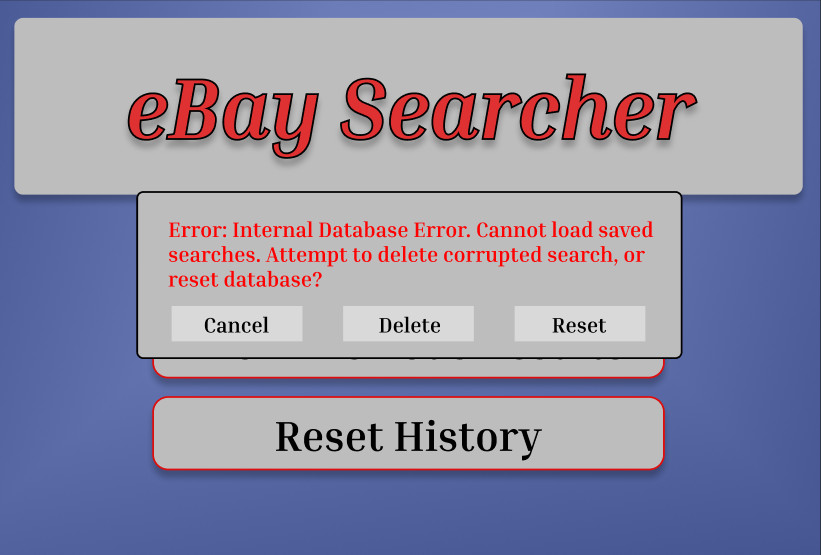 eBay Searcher
Error: Internal Database Error. Cannot load saved
searches. Attempt to delete corrupted search, or
reset database?
Cancel
Delete
Reset
Reset History